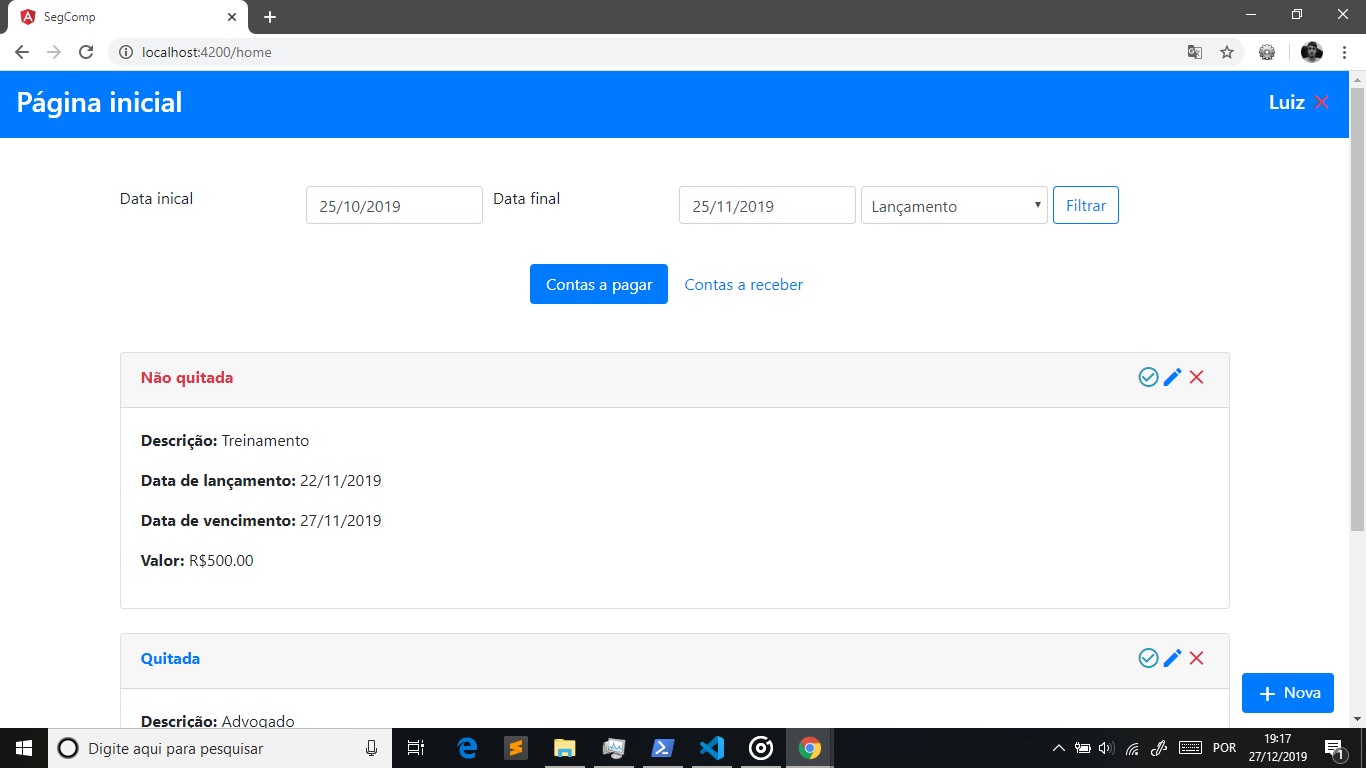 SegComp
localhost:4200/home
Página inicial
Luiz
Data inical
25/10/2019
Data final
25/11/2019
Lançamento
Filtrar
Contas a pagar
Contas a receber
Não quitada
Descrição: Treinamento
Data de lançamento: 22/11/2019
Data de vencimento: 27/11/2019
Valor: R$500.00
Quitada
Nova
Descrição: Advogado
Digite aqui para pesquisar
POR
19:17
27/12/2019
1